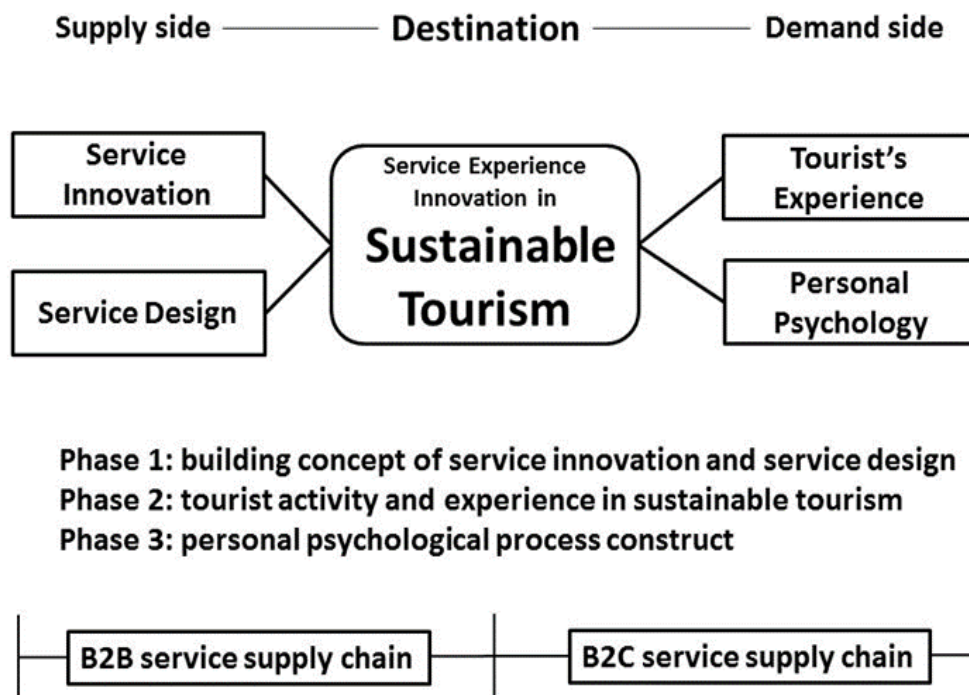 Supply side Destination Demand side
Service
Innovation
Service Design
Service Experience
Innovation in
Sustainable
Tourism
Tourist's
Experience
Personal
Psychology
Phase 1: building concept of service innovation and service design
Phase 2: tourist activity and experience in sustainable tourism
Phase 3: personal psychological process construct
B2B service supply chain B2C service supply chain